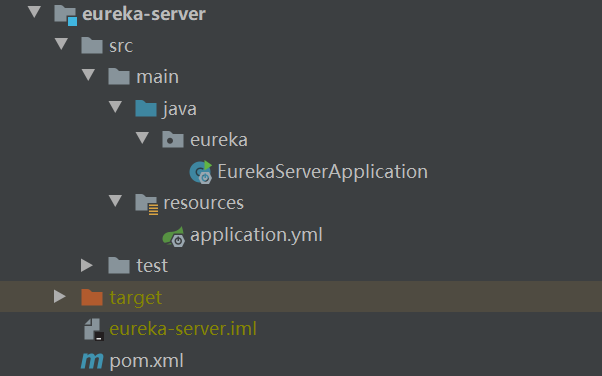 eureka-server
src
main
java
eureka
EurekaServerApplication
resources
application.yml
test
target
eureka-server.iml
pom.xml